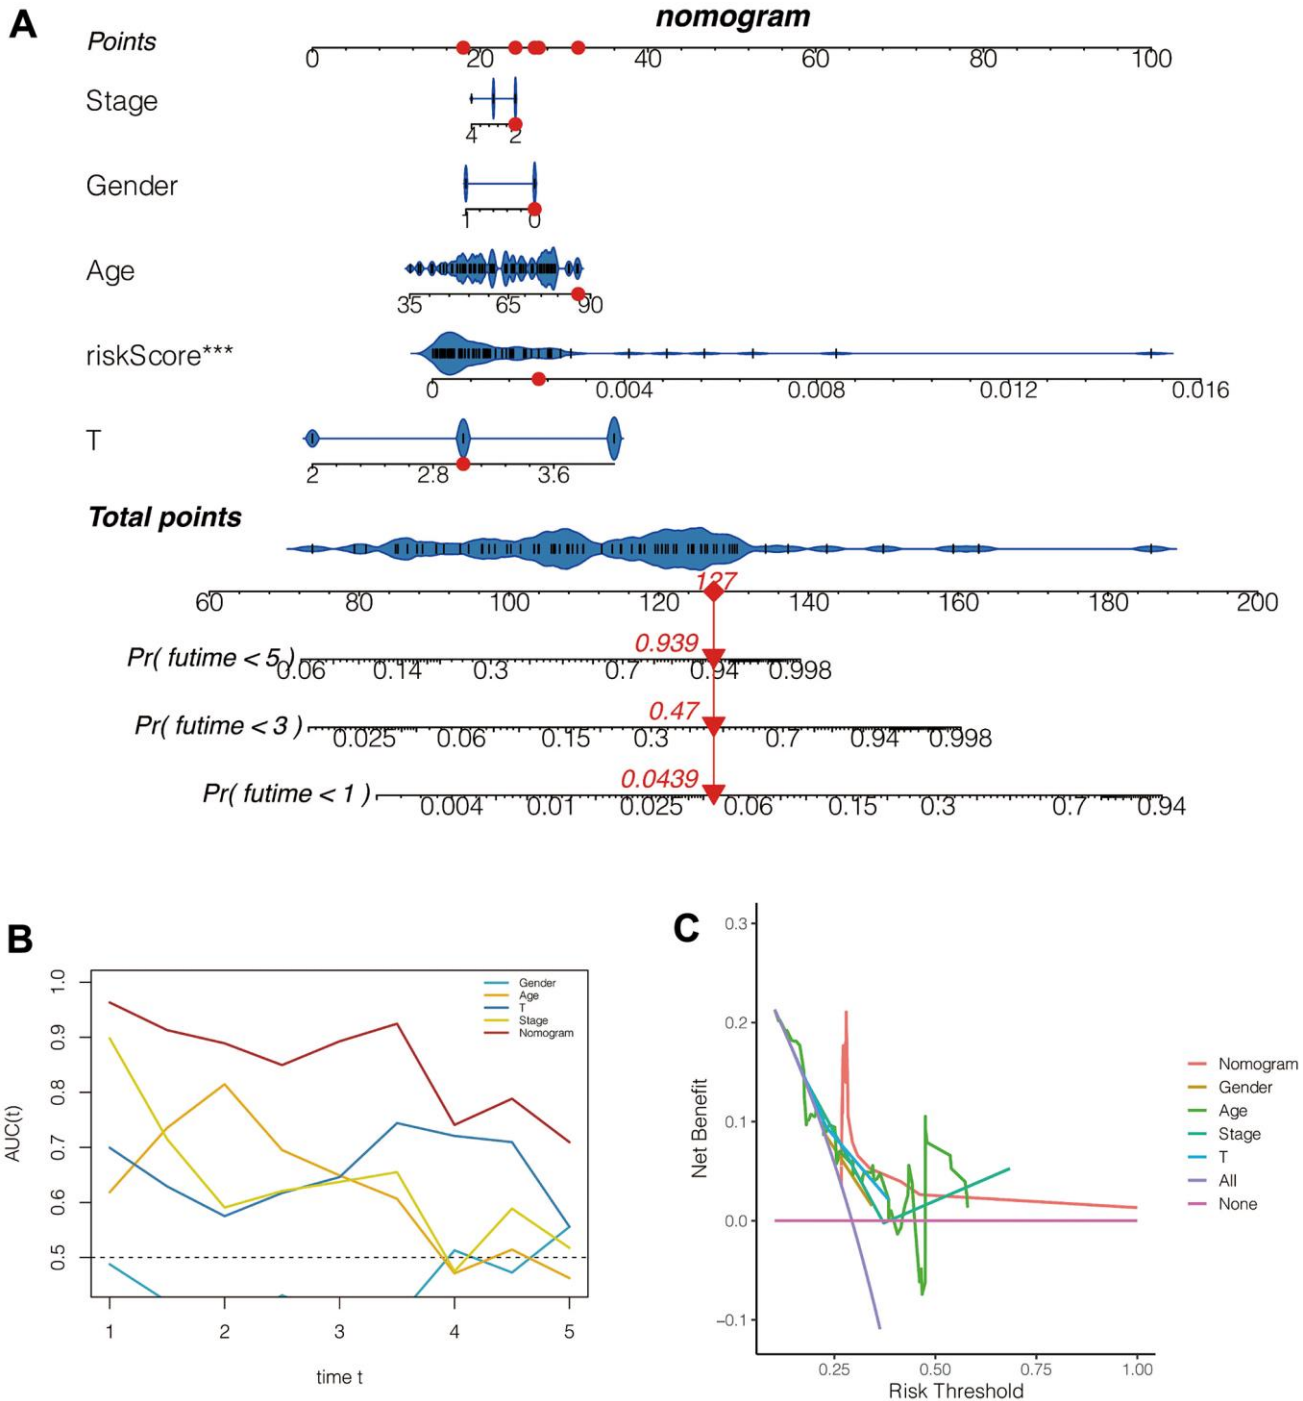 A
nomogram
Points
0 20 40 60 80 100
Stage
4 2
Gender
1 0
Age
35 65 90
riskScore***
0 0.004 0.008 0.012 0.016
T
2 2.8 3.6
Total points
127
60 80 100 120 140 160 180 200
0.939
Pr( futime < 5 )
0.06 0.14 0.3 0.7 0.94 0.998
0.47
Pr( futime < 3 )
0.025 0.06 0.15 0.3 0.7 0.94 0.998
0.0439
Pr( futime < 1 )
0.004 0.01 0.025 0.06 0.15 0.3 0.7 0.94
B
AUC(t)
1.0
0.9
0.8
0.7
0.6
0.5
Gender
Age
T
Stage
Nomogram
1 2 3 4 5
time t
C
Net Benefit
0.3
0.2
0.1
0.0
−0.1
0.25 0.50 0.75 1.00
Risk Threshold
Nomogram
Gender
Age
Stage
T
All
None